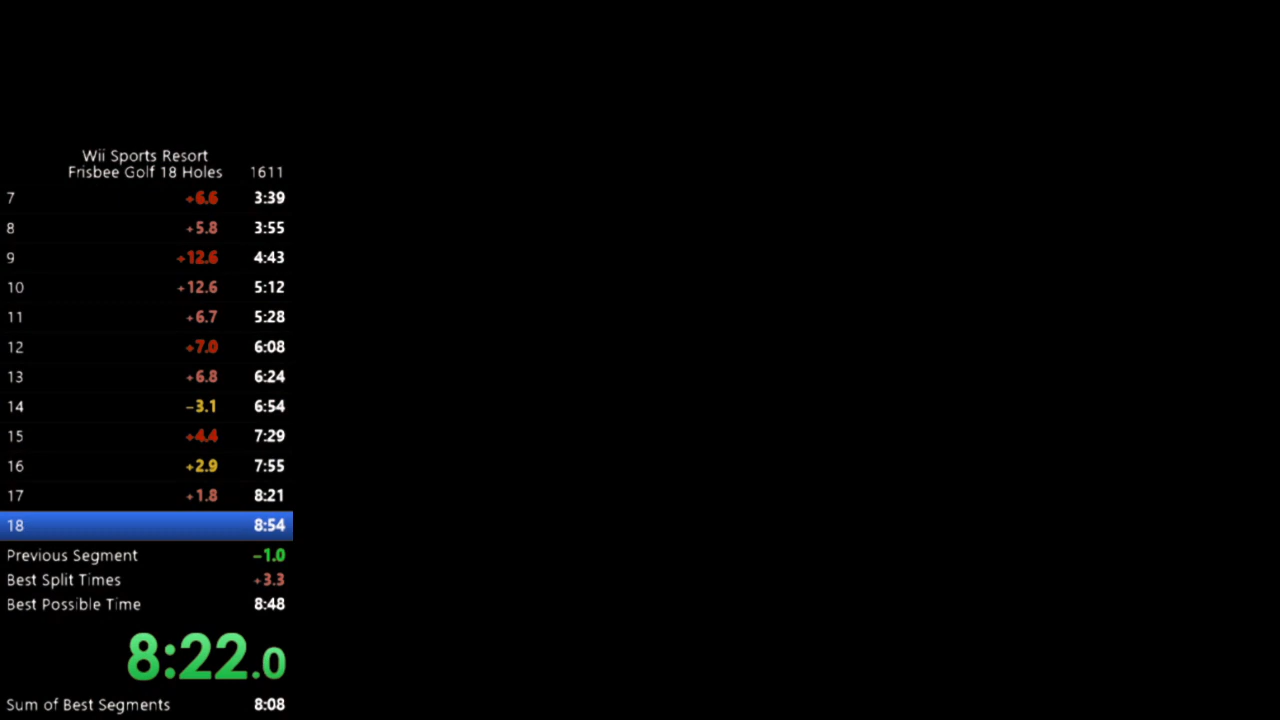 Wii Sports Resort
Frisbee Golf 18 Holes 1611
7 +6.6 3:39
8 +5.8 3:55
9 +12.6 4:43
10 +12.6 5:12
11 +6.7 5:28
12 +7.0 6:08
13 +6.8 6:24
14 -3.1 6:54
15 +4.4 7:29
16 +2.9 7:55
17 +1.8 8:21
18 8:54
Previous Segment -1.0
Best Split Times +3.3
Best Possible Time 8:48
8:22.0
Sum of Best Segments 8:08